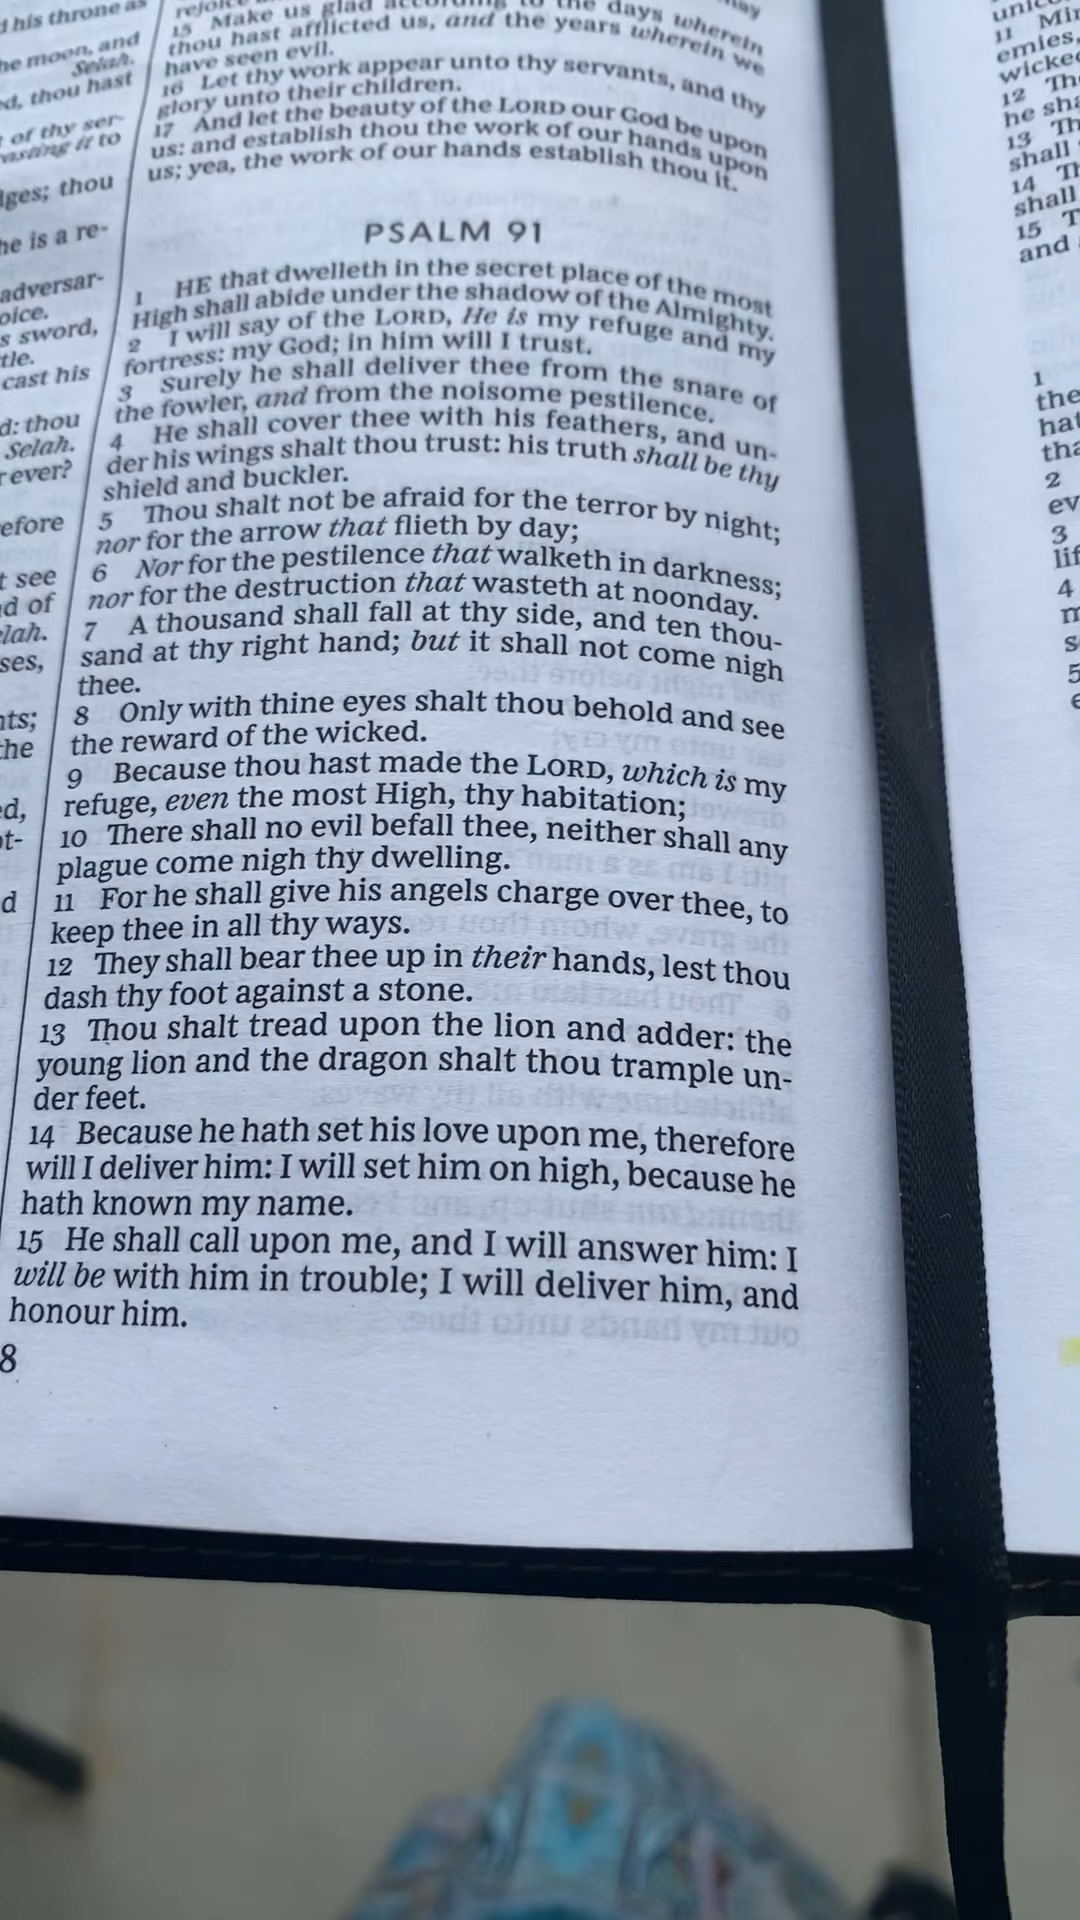 d his throne as
he moon, and
Selah.
ed, thou hast
of thy ser-
casting it to
dges; thou
he is a re-
adversar-
oice.
s sword,
tle.
cast his
d: thou
Selah.
r ever?
efore
t see
d of
elah.
ses,
nts;
the
ed,
ot-
d
15 Make us glad according to the days wherein
thou hast afflicted us, and the years wherein we
have seen evil.
16 Let thy work appear unto thy servants, and thy
glory unto their children.
17 And let the beauty of the LORD our God be upon
us: and establish thou the work of our hands upon
us; yea, the work of our hands establish thou it.
PSALM 91
1 HE that dwelleth in the secret place of the most
High shall abide under the shadow of the Almighty.
2 I will say of the LORD, He is my refuge and my
fortress: my God; in him will I trust.
3 Surely he shall deliver thee from the snare of
the fowler, and from the noisome pestilence.
4 He shall cover thee with his feathers, and un-
der his wings shalt thou trust: his truth shall be thy
shield and buckler.
5 Thou shalt not be afraid for the terror by night;
nor for the arrow that flieth by day;
6 Nor for the pestilence that walketh in darkness;
nor for the destruction that wasteth at noonday.
7 A thousand shall fall at thy side, and ten thou-
sand at thy right hand; but it shall not come nigh
thee.
8 Only with thine eyes shalt thou behold and see
the reward of the wicked.
9 Because thou hast made the LORD, which is my
refuge, even the most High, thy habitation;
10 There shall no evil befall thee, neither shall any
plague come nigh thy dwelling.
11 For he shall give his angels charge over thee, to
keep thee in all thy ways.
12 They shall bear thee up in their hands, lest thou
dash thy foot against a stone.
13 Thou shalt tread upon the lion and adder: the
young lion and the dragon shalt thou trample un-
der feet.
14 Because he hath set his love upon me, therefore
will I deliver him: I will set him on high, because he
hath known my name.
15 He shall call upon me, and I will answer him: I
will be with him in trouble; I will deliver him, and
honour him.
8
11 Mi
emies,
wicke
12 Th
he sha
13 Th
shall
14 Th
shall
15 T
and
1
the
hat
tha
2
ev
3
lif
4
m
s
5
e